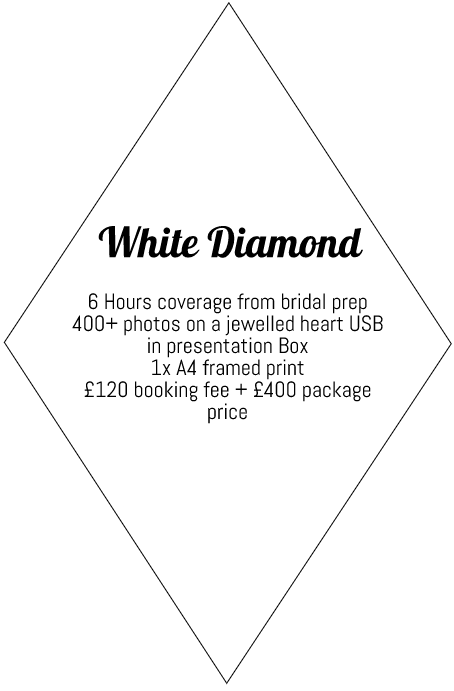 White Diamond
6 Hours coverage from bridal prep
400+ photos on a jewelled heart USB
in presentation Box
1x A4 framed print
£120 booking fee + £400 package
price